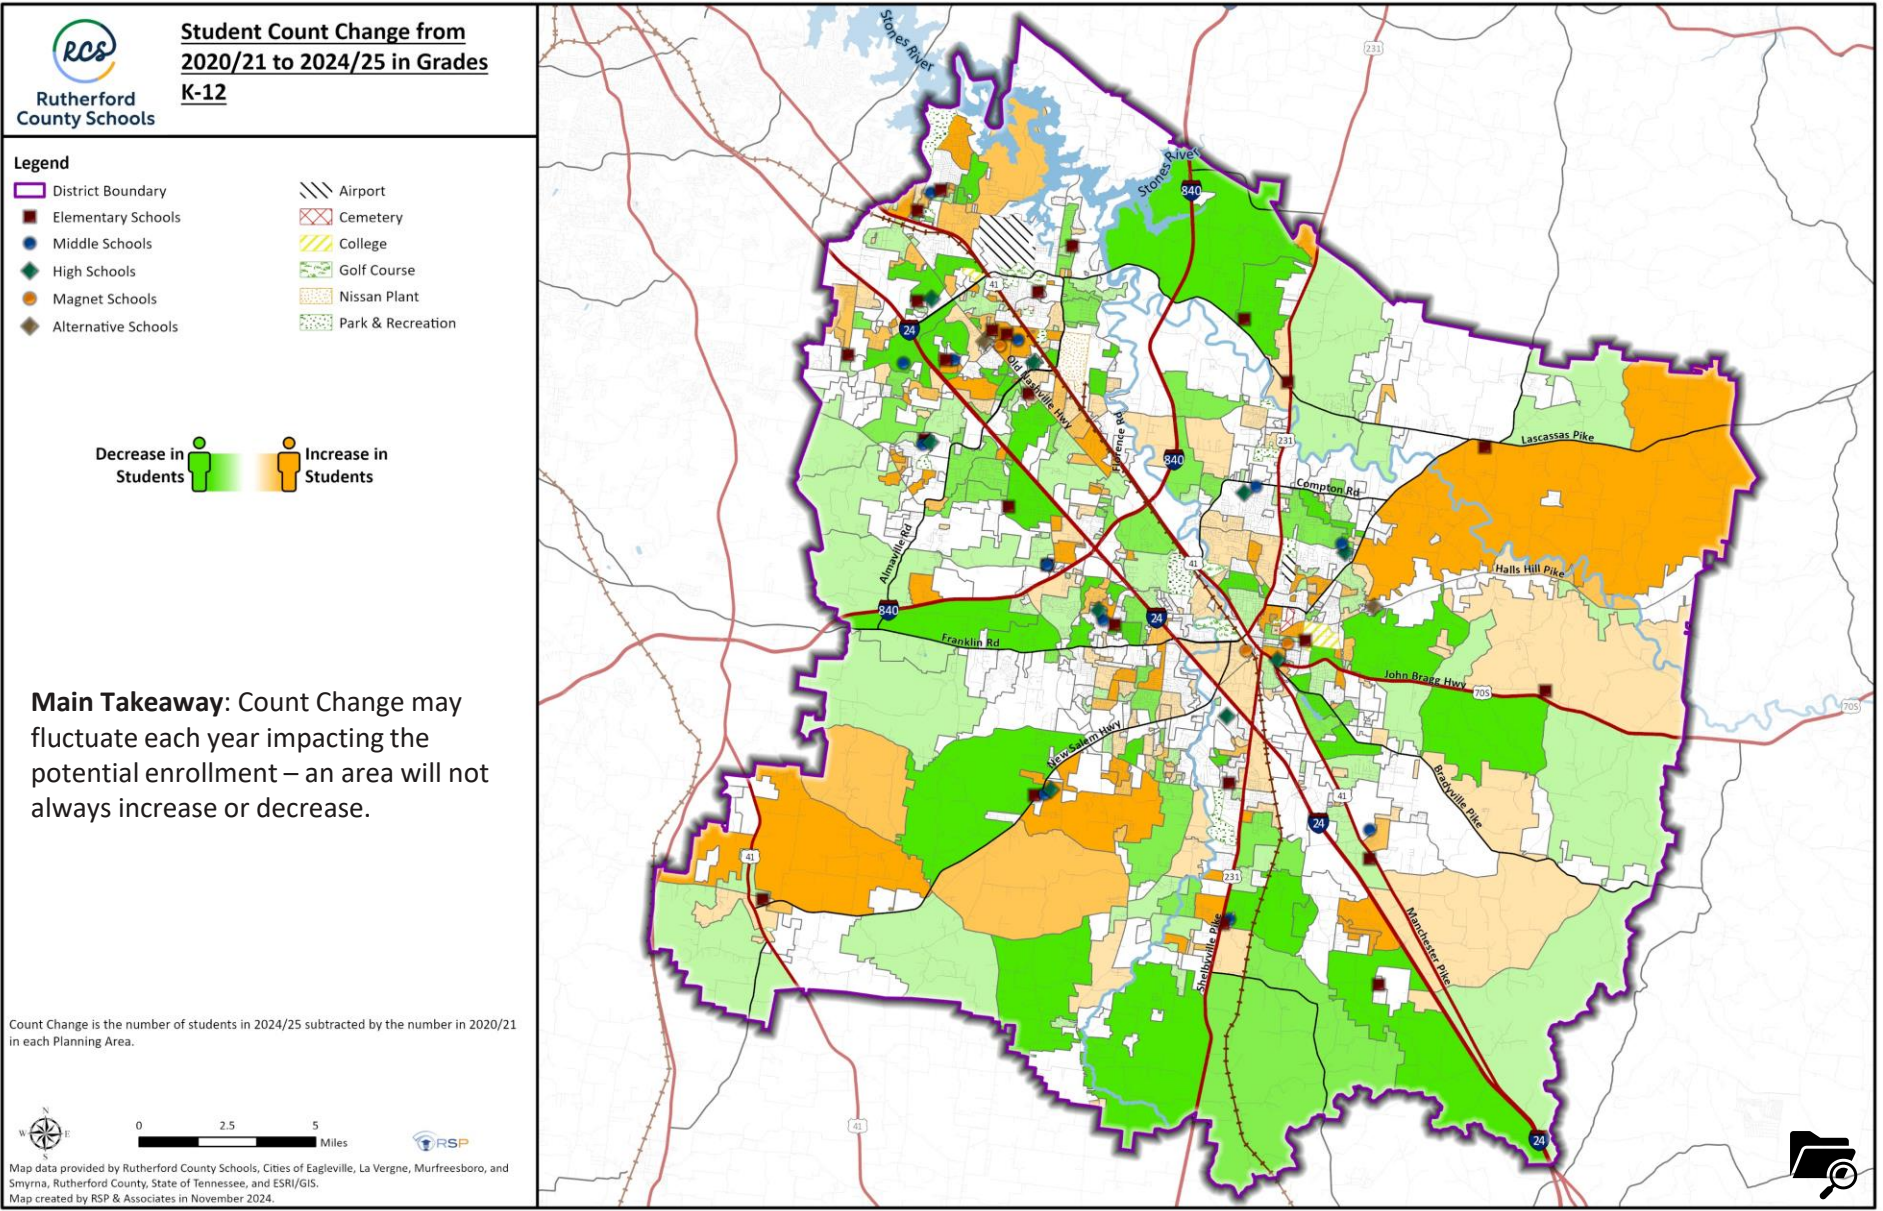 RCS
Rutherford
County Schools
Student Count Change from
2020/21 to 2024/25 in Grades
K-12
Legend
District Boundary
Elementary Schools
Middle Schools
High Schools
Magnet Schools
Alternative Schools
Airport
Cemetery
College
Golf Course
Nissan Plant
Park & Recreation
Decrease in
Students
Increase in
Students
Main Takeaway: Count Change may
fluctuate each year impacting the
potential enrollment – an area will not
always increase or decrease.
Count Change is the number of students in 2024/25 subtracted by the number in 2020/21
in each Planning Area.
N
W E
S
0 2.5 5
Miles
RSP
Map data provided by Rutherford County Schools, Cities of Eagleville, La Vergne, Murfreesboro, and
Smyrna, Rutherford County, State of Tennessee, and ESRI/GIS.
Map created by RSP & Associates in November 2024.
Stones River
231
Stones River
840
41
24
Old Nashville Hwy
Florence Rd
231
Lascassas Pike
840
Compton Rd
Almaville Rd
41
Halls Hill Pike
840
24
Franklin Rd
John Bragg Hwy
70S
70S
New Salem Hwy
Bradyville Pike
41
24
41
231
Shelbyville Pike
Manchester Pike
41
24